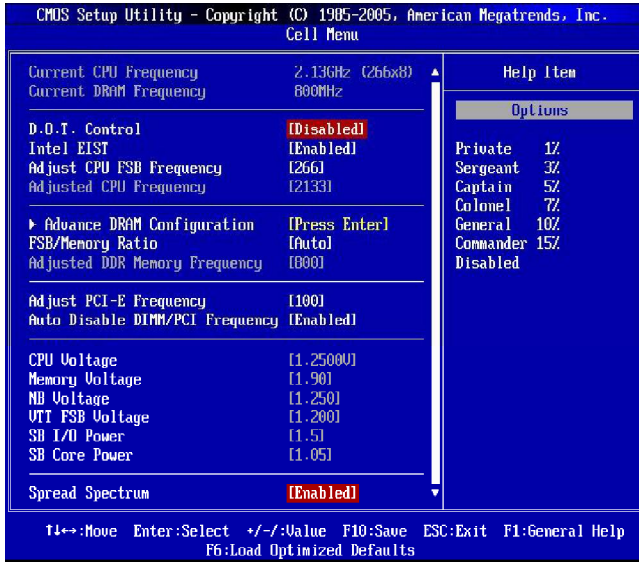 CMOS Setup Utility - Copyright (C) 1985-2005, American Megatrends, Inc.
Cell Menu
Current CPU Frequency 2.13GHz (266x8)
Current DRAM Frequency 800MHz
D.O.T. Control [Disabled]
Intel EIST [Enabled]
Adjust CPU FSB Frequency [266]
Adjusted CPU Frequency [2133]
Advance DRAM Configuration [Press Enter]
FSB/Memory Ratio [Auto]
Adjusted DDR Memory Frequency [800]
Adjust PCI-E Frequency [100]
Auto Disable DIMM/PCI Frequency [Enabled]
CPU Voltage [1.2500V]
Memory Voltage [1.90]
NB Voltage [1.250]
VTT FSB Voltage [1.200]
SB I/O Power [1.5]
SB Core Power [1.05]
Spread Spectrum [Enabled]
Help Item
Options
Private 1%
Sergeant 3%
Captain 5%
Colonel 7%
General 10%
Commander 15%
Disabled
↑↓↔:Move Enter:Select +/-/:Value F10:Save ESC:Exit F1:General Help
F6:Load Optimized Defaults